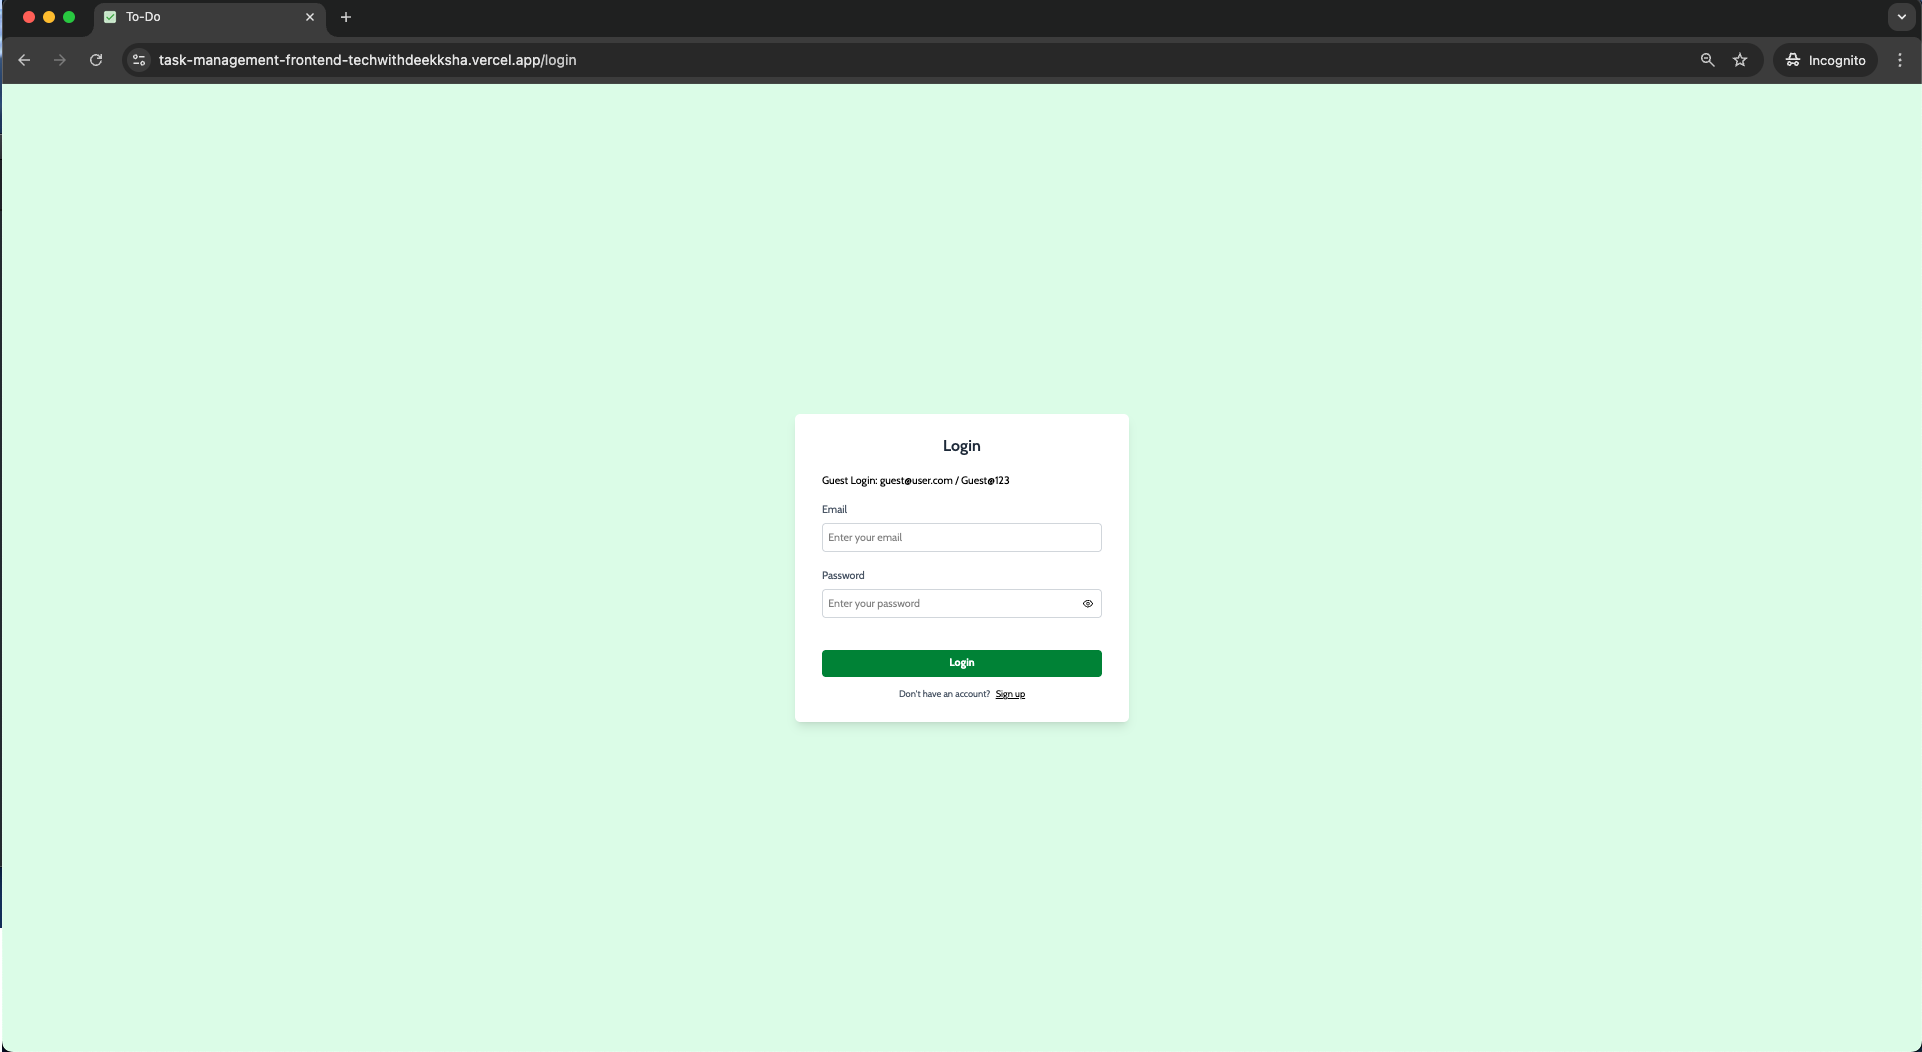 To-Do
task-management-frontend-techwithdeekksha.vercel.app/login
Incognito
Login
Guest Login: guest@user.com / Guest@123
Email
Enter your email
Password
Enter your password
Login
Don't have an account? Sign up